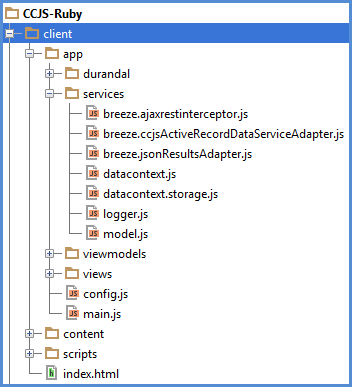 CCJS-Ruby
client
app
durandal
services
breeze.ajaxrestinterceptor.js
breeze.ccjsActiveRecordDataServiceAdapter.js
breeze.jsonResultsAdapter.js
datacontext.js
datacontext.storage.js
logger.js
model.js
viewmodels
views
config.js
main.js
content
scripts
index.html